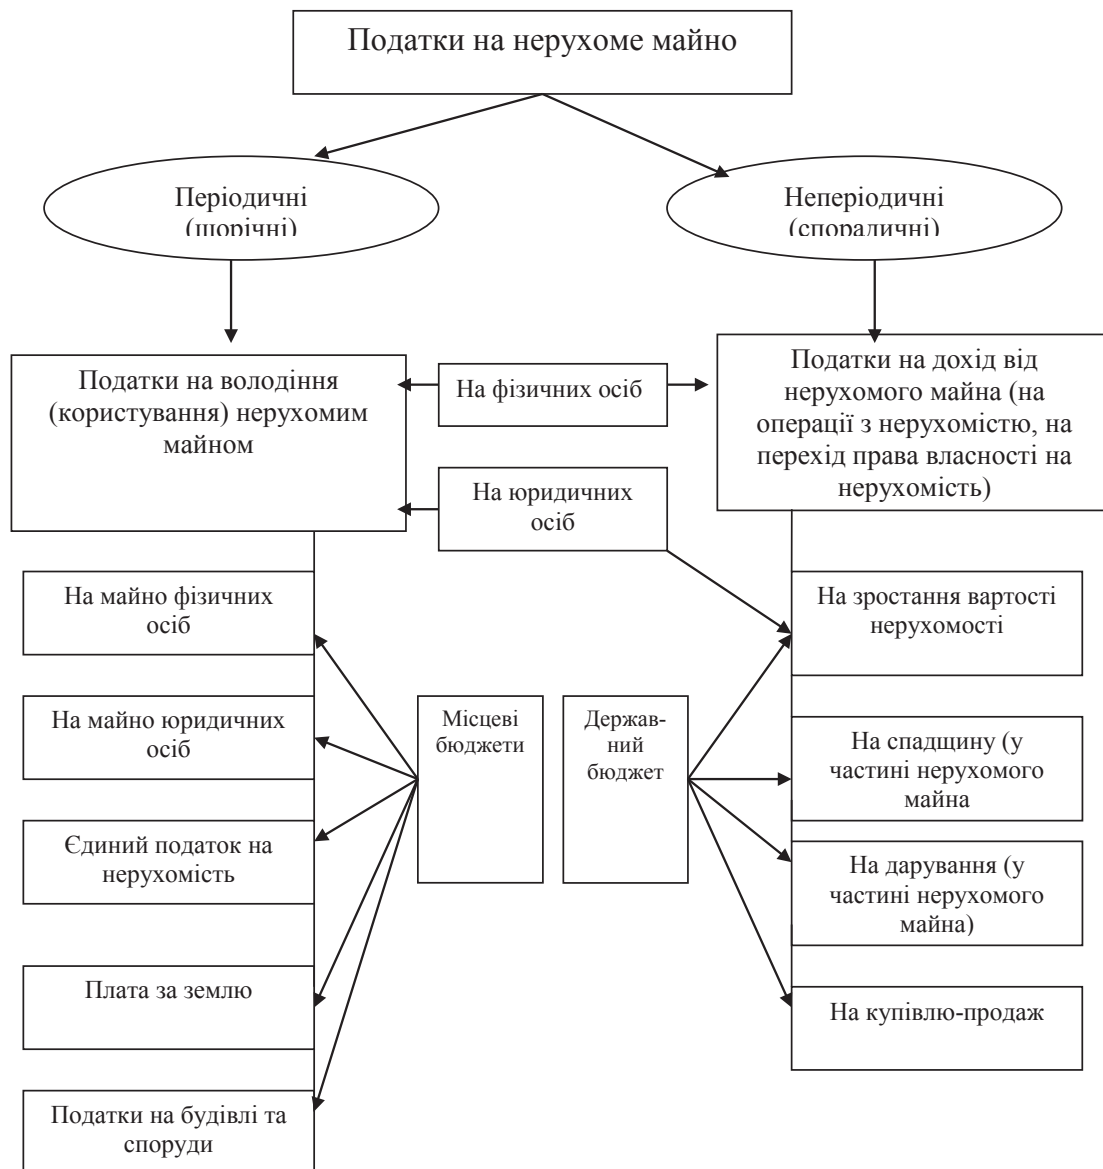 Податки на нерухоме майно
Періодичні
(щорічні)
Неперіодичні
(спорадичні)
Податки на володіння
(користування) нерухомим
майном
На фізичних осіб
Податки на дохід від
нерухомого майна (на
операції з нерухомістю, на
перехід права власності на
нерухомість)
На юридичних
осіб
На майно фізичних
осіб
На зростання вартості
нерухомості
На майно юридичних
осіб
Місцеві
бюджети
Держав-
ний
бюджет
На спадщину (у
частині нерухомого
майна
Єдиний податок на
нерухомість
На дарування (у
частині нерухомого
майна)
Плата за землю
На купівлю-продаж
Податки на будівлі та
споруди